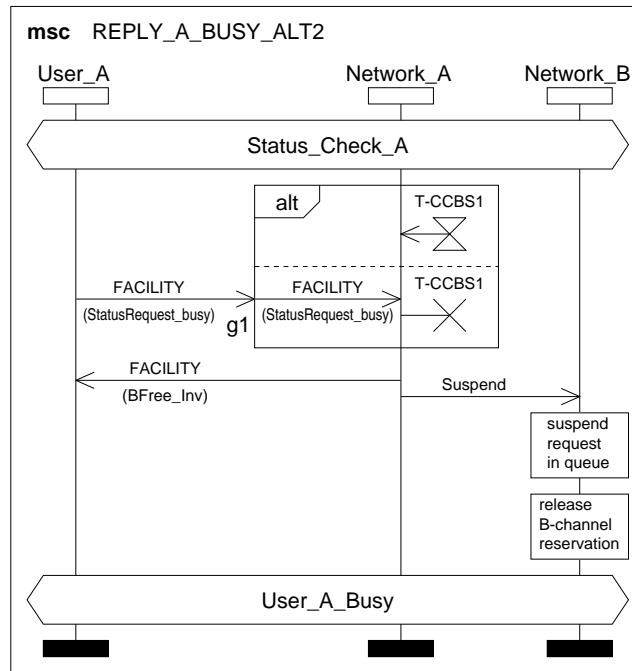 msc REPLY_A_BUSY_ALT2
User_A
Network_A
Network_B
Status_Check_A
alt
T-CCBS1
FACILITY
(StatusRequest_busy)
g1
FACILITY
(StatusRequest_busy)
T-CCBS1
FACILITY
(BFree_Inv)
Suspend
suspend
request
in queue
release
B-channel
reservation
User_A_Busy